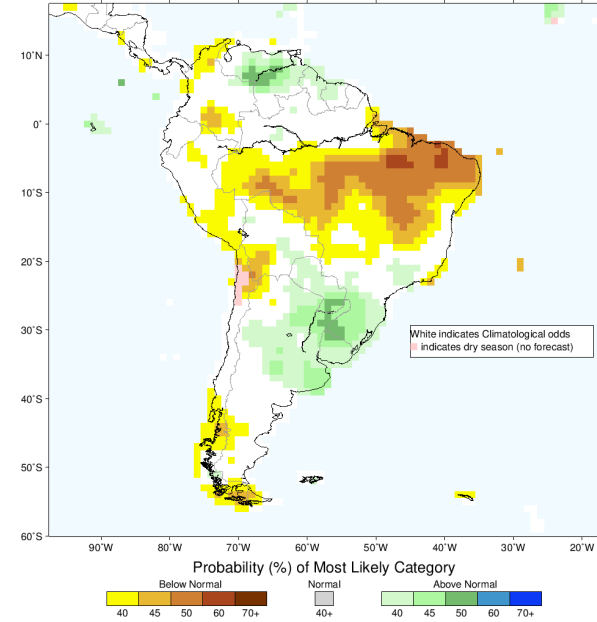 10˚N
0˚
10˚S
20˚S
30˚S
40˚S
50˚S
60˚S
White indicates Climatological odds
indicates dry season (no forecast)
90˚W 80˚W 70˚W 60˚W 50˚W 40˚W 30˚W 20˚W
Probability (%) of Most Likely Category
Below Normal Normal Above Normal
40 45 50 60 70+ 40+ 40 45 50 60 70+